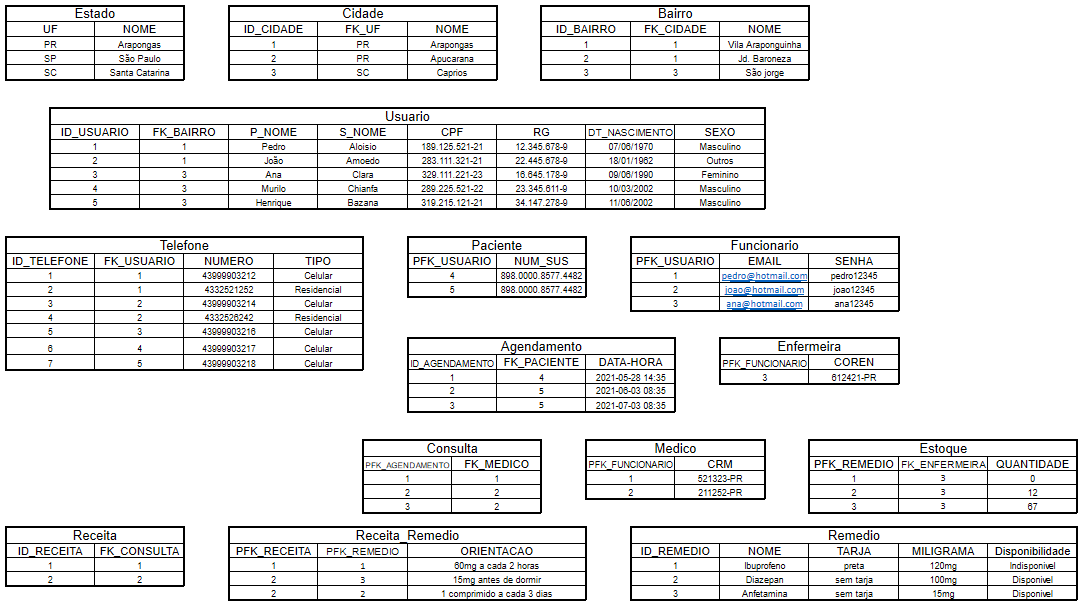 Estado
UF NOME
PR Arapongas
SP São Paulo
SC Santa Catarina
Cidade
ID_CIDADE FK_UF NOME
1 PR Arapongas
2 PR Apucarana
3 SC Caprios
Bairro
ID_BAIRRO FK_CIDADE NOME
1 1 Vila Araponguinha
2 1 Jd. Baroneza
3 3 São jorge
Usuario
ID_USUARIO FK_BAIRRO P_NOME S_NOME CPF RG DT_NASCIMENTO SEXO
1 1 Pedro Aloisio 189.125.521-21 12.345.678-9 07/06/1970 Masculino
2 1 João Amoedo 283.111.321-21 22.445.678-9 18/01/1962 Outros
3 3 Ana Clara 329.111.221-23 16.645.178-9 09/06/1990 Feminino
4 3 Murilo Chianfa 289.225.521-22 23.345.611-9 10/03/2002 Masculino
5 3 Henrique Bazana 319.215.121-21 34.147.278-9 11/06/2002 Masculino
Telefone
ID_TELEFONE FK_USUARIO NUMERO TIPO
1 1 43999903212 Celular
2 1 4332521252 Residencial
3 2 43999903214 Celular
4 2 4332526242 Residencial
5 3 43999903216 Celular
6 4 43999903217 Celular
7 5 43999903218 Celular
Paciente
PFK_USUARIO NUM_SUS
4 898.0000.8577.4482
5 898.0000.8577.4482
Funcionario
PFK_USUARIO EMAIL SENHA
1 pedro@hotmail.com pedro12345
2 joao@hotmail.com joao12345
3 ana@hotmail.com ana12345
Agendamento
ID_AGENDAMENTO FK_PACIENTE DATA-HORA
1 4 2021-05-28 14:35
2 5 2021-06-03 08:35
3 5 2021-07-03 08:35
Enfermeira
PFK_FUNCIONARIO COREN
3 612421-PR
Consulta
PFK_AGENDAMENTO FK_MEDICO
1 1
2 2
3 2
Medico
PFK_FUNCIONARIO CRM
1 521323-PR
2 211252-PR
Estoque
PFK_REMEDIO FK_ENFERMEIRA QUANTIDADE
1 3 0
2 3 12
3 3 67
Receita
ID_RECEITA FK_CONSULTA
1 1
2 2
Receita_Remedio
PFK_RECEITA PFK_REMEDIO ORIENTACAO
1 1 60mg a cada 2 horas
2 3 15mg antes de dormir
2 2 1 comprimido a cada 3 dias
Remedio
ID_REMEDIO NOME TARJA MILIGRAMA Disponibilidade
1 Ibuprofeno preta 120mg Indisponivel
2 Diazepan sem tarja 100mg Disponivel
3 Anfetamina sem tarja 15mg Disponivel